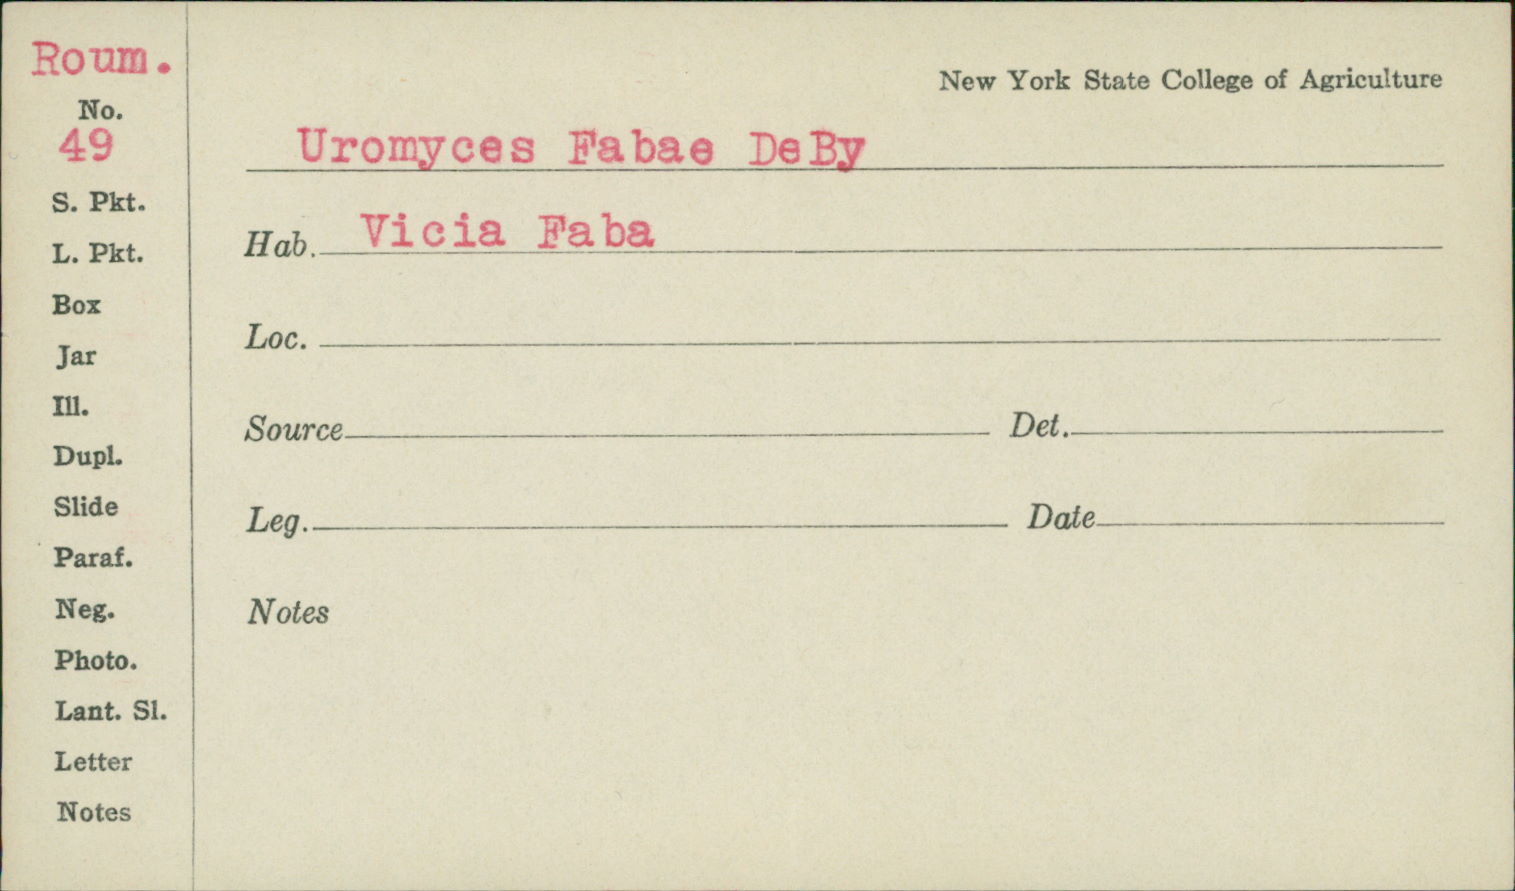 Roum.
No.
49
S. Pkt.
L. Pkt.
Box
Jar
Ill.
Dupl.
Slide
Paraf.
Neg.
Photo.
Lant. Sl.
Letter
Notes
New York State College of Agriculture
Uromyces Fabae DeBy
Hab. Vicia Faba
Loc.
Source Det.
Leg. Date
Notes